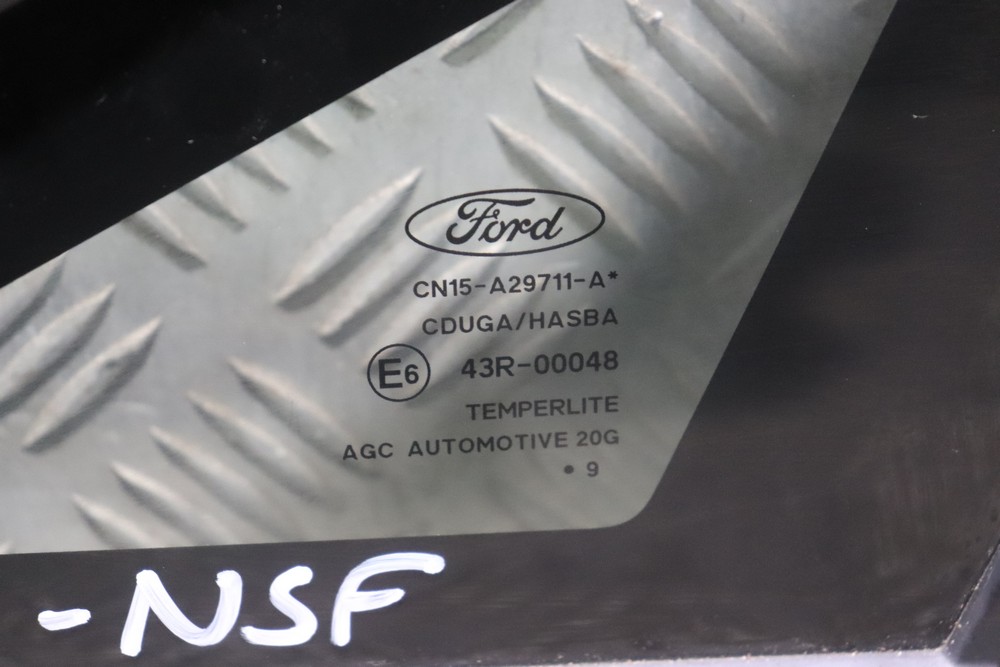 Ford
CN15-A29711-A*
CDUGA/HASBA
E6 43R-00048
TEMPERLITE
AGC AUTOMOTIVE 20G
• 9
-NSF